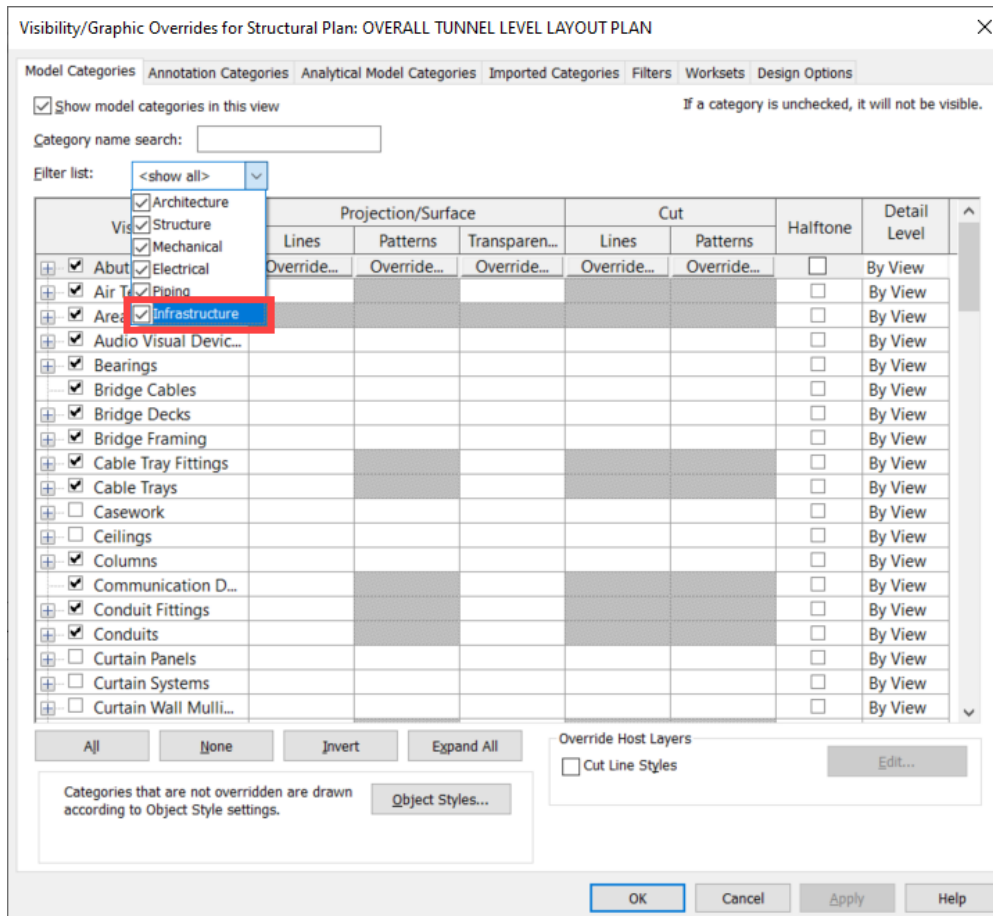 Visibility/Graphic Overrides for Structural Plan: OVERALL TUNNEL LEVEL LAYOUT PLAN
Model Categories Annotation Categories Analytical Model Categories Imported Categories Filters Worksets Design Options
Show model categories in this view
If a category is unchecked, it will not be visible.
Category name search:
Filter list:
<show all>
Architecture
Structure
Mechanical
Electrical
Piping
Infrastructure
Projection/Surface Cut Halftone Detail Level
Lines Patterns Transparen... Lines Patterns
Override... Override... Override... Override... Override... By View
By View
By View
Audio Visual Devic... By View
Bearings By View
Bridge Cables By View
Bridge Decks By View
Bridge Framing By View
Cable Tray Fittings By View
Cable Trays By View
Casework By View
Ceilings By View
Columns By View
Communication D... By View
Conduit Fittings By View
Conduits By View
Curtain Panels By View
Curtain Systems By View
Curtain Wall Mulli... By View
All None Invert Expand All
Override Host Layers
Cut Line Styles
Edit...
Categories that are not overridden are drawn
according to Object Style settings.
Object Styles...
OK Cancel Apply Help